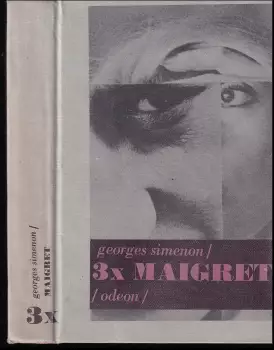 georges simenon/
MAIGRET
3x
georges simenon/
3x MAIGRET
/odeon/